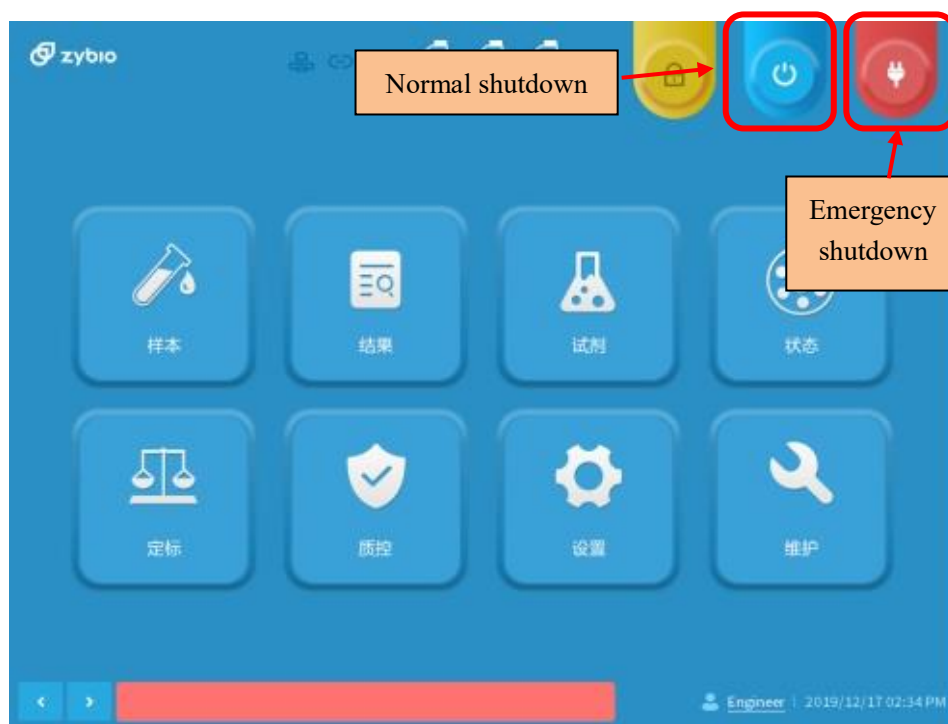 zybio
Normal shutdown
Emergency
shutdown
样本
结果
试剂
状态
定标
质控
设置
维护
Engineer | 2019/12/17 02:34 PM